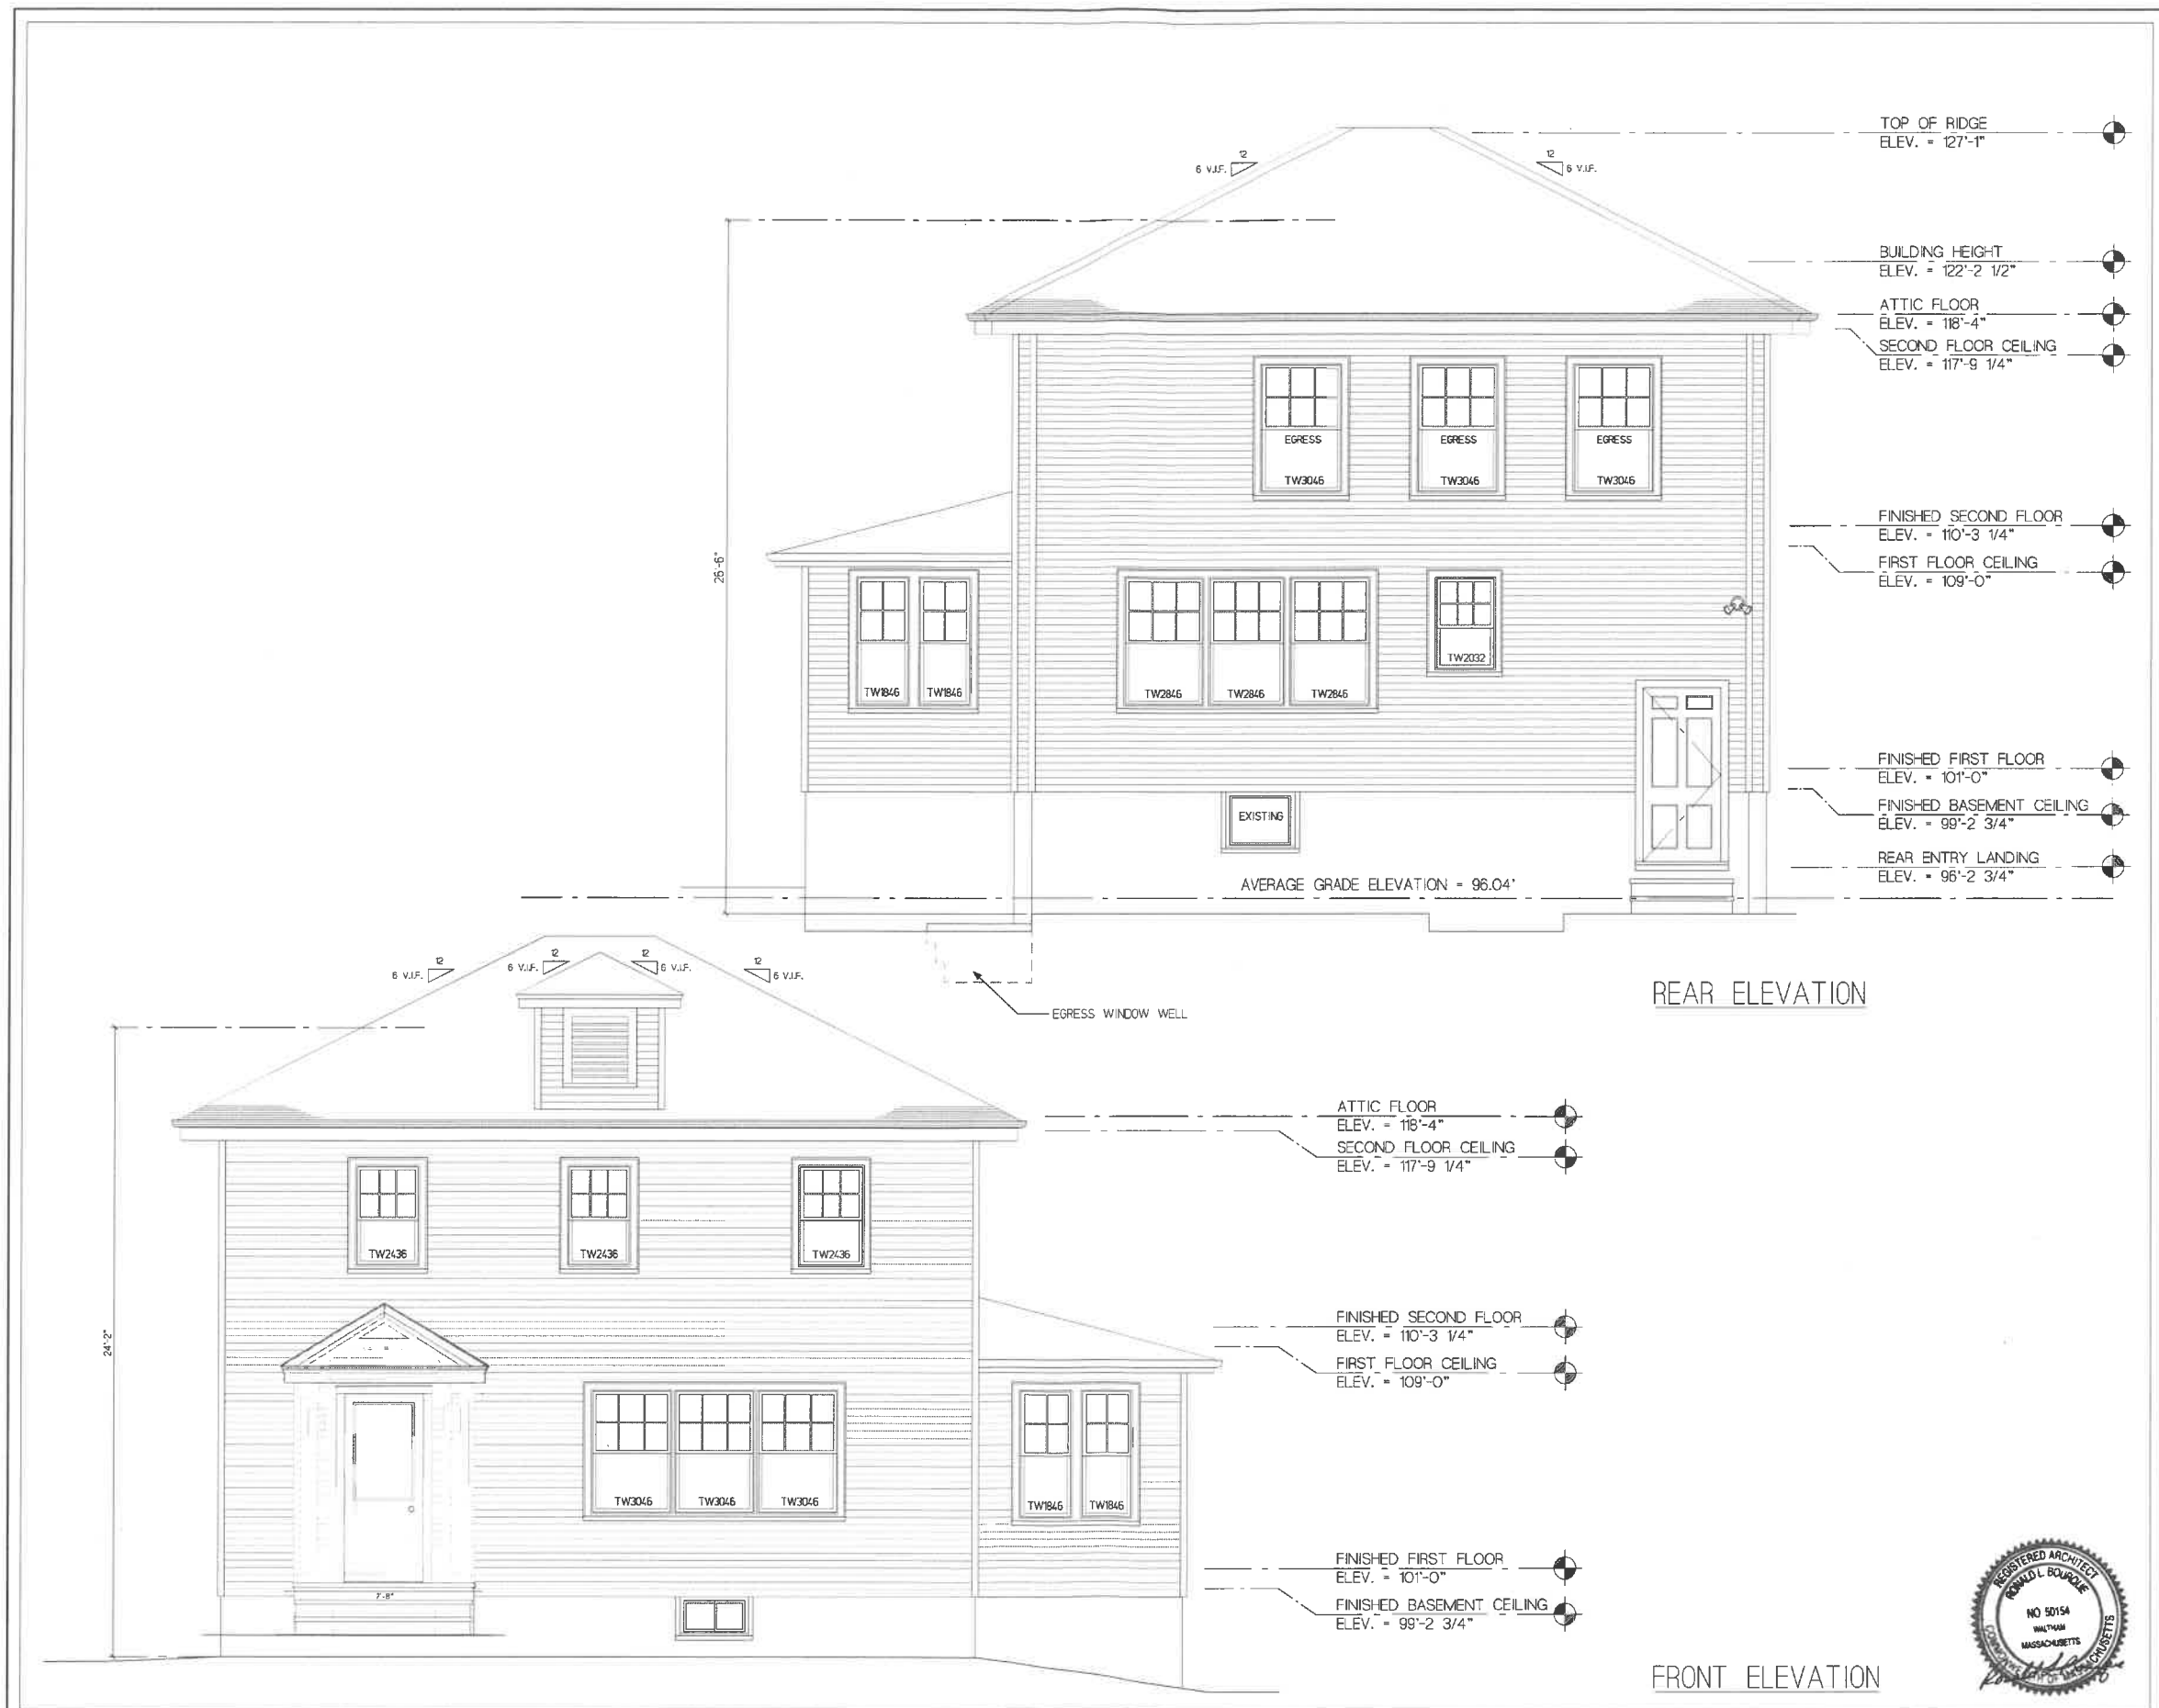 TOP OF RIDGE
ELEV. = 127'-1"
12
6 V.I.F.
12
6 V.I.F.
BUILDING HEIGHT
ELEV. = 122'-2 1/2"
ATTIC FLOOR
ELEV. = 118'-4"
SECOND FLOOR CEILING
ELEV. = 117'-9 1/4"
EGRESS
TW3046
EGRESS
TW3046
EGRESS
TW3046
FINISHED SECOND FLOOR
ELEV. = 110'-3 1/4"
FIRST FLOOR CEILING
ELEV. = 109'-0"
26'-6"
TW1846
TW1846
TW2846
TW2846
TW2846
TW2032
FINISHED FIRST FLOOR
ELEV. = 101'-0"
FINISHED BASEMENT CEILING
ELEV. = 99'-2 3/4"
EXISTING
REAR ENTRY LANDING
ELEV. = 96'-2 3/4"
AVERAGE GRADE ELEVATION = 96.04'
EGRESS WINDOW WELL
REAR ELEVATION
12
6 V.I.F.
12
6 V.I.F.
12
6 V.I.F.
12
6 V.I.F.
ATTIC FLOOR
ELEV. = 118'-4"
SECOND FLOOR CEILING
ELEV. = 117'-9 1/4"
TW2436
TW2436
TW2436
24'-2"
FINISHED SECOND FLOOR
ELEV. = 110'-3 1/4"
FIRST FLOOR CEILING
ELEV. = 109'-0"
TW3046
TW3046
TW3046
TW1846
TW1846
FINISHED FIRST FLOOR
ELEV. = 101'-0"
FINISHED BASEMENT CEILING
ELEV. = 99'-2 3/4"
7'-8"
FRONT ELEVATION
REGISTERED ARCHITECT
RONALD L. BOURQUE
NO 50154
WALTHAM
MASSACHUSETTS
COMMONWEALTH OF MASSACHUSETTS